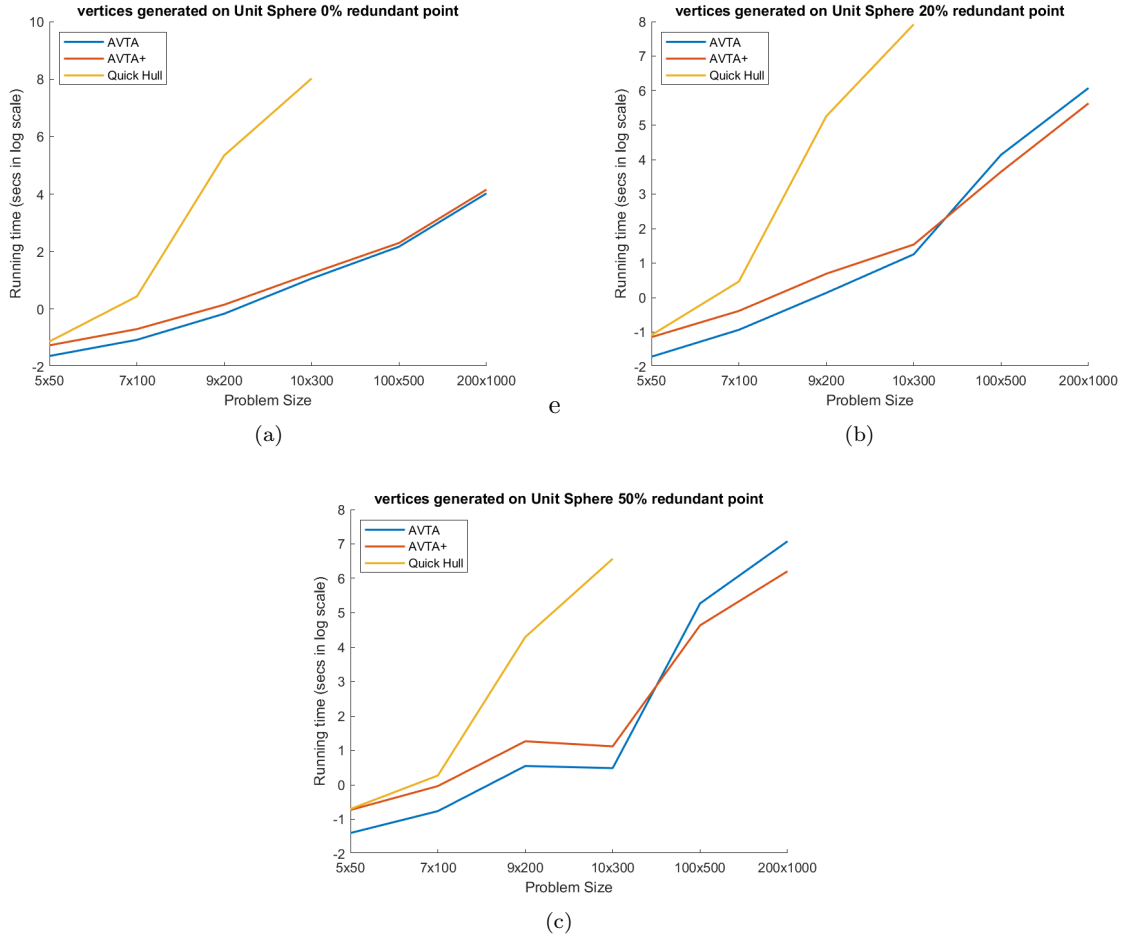 vertices generated on Unit Sphere 0% redundant point
10
8
6
4
2
0
-2
Running time (secs in log scale)
AVTA
AVTA+
Quick Hull
5x50 7x100 9x200 10x300 100x500 200x1000
Problem Size
(a)
e
vertices generated on Unit Sphere 20% redundant point
8
7
6
5
4
3
2
1
0
-1
-2
Running time (secs in log scale)
AVTA
AVTA+
Quick Hull
5x50 7x100 9x200 10x300 100x500 200x1000
Problem Size
(b)
vertices generated on Unit Sphere 50% redundant point
8
7
6
5
4
3
2
1
0
-1
-2
Running time (secs in log scale)
AVTA
AVTA+
Quick Hull
5x50 7x100 9x200 10x300 100x500 200x1000
Problem Size
(c)